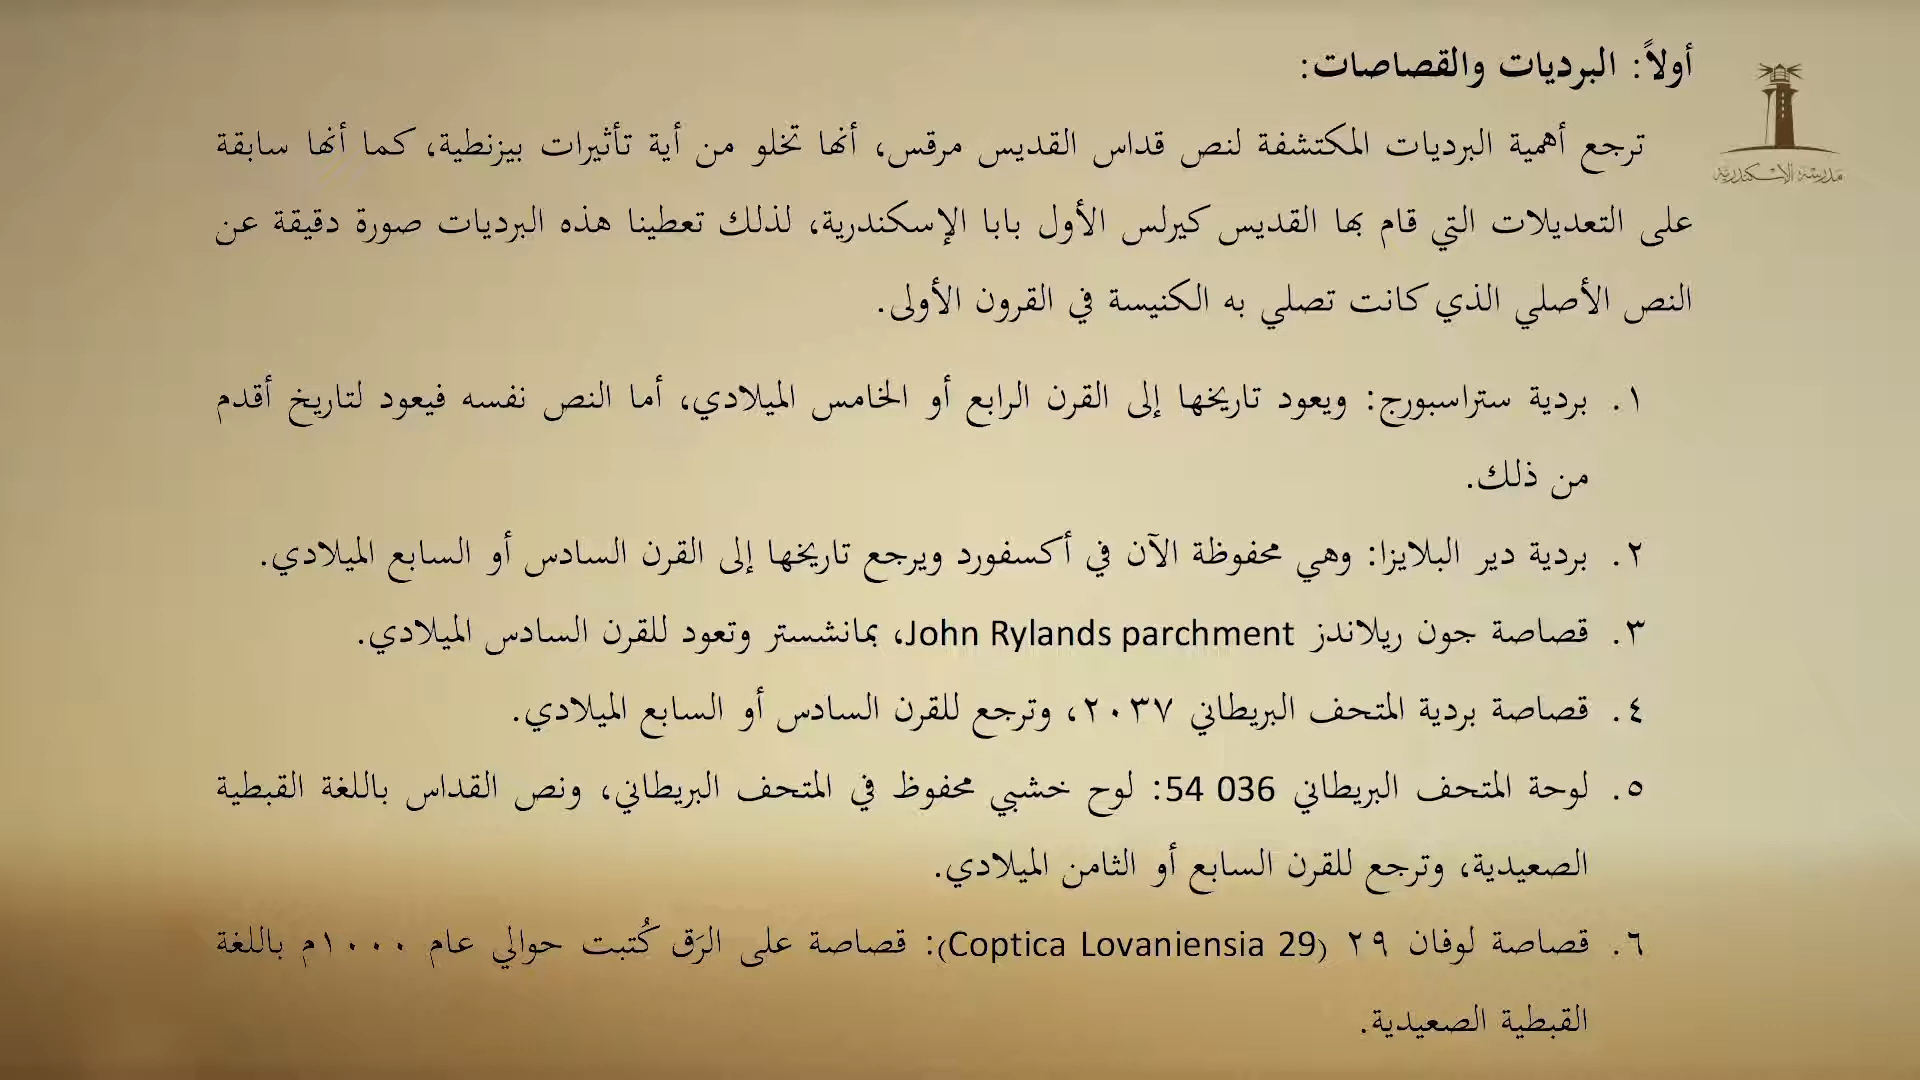 أولاً: البرديات والقصاصات:
مدرسة الإسكندرية
ترجع أهمية البرديات المكتشفة لنص قداس القديس مرقس، أنها تخلو من أية تأثيرات بيزنطية، كما أنها سابقة
على التعديلات التي قام بها القديس كيرلس الأول بابا الإسكندرية، لذلك تعطينا هذه البرديات صورة دقيقة عن
النص الأصلي الذي كانت تصلي به الكنيسة في القرون الأولى.
١. بردية ستراسبورج: ويعود تاريخها إلى القرن الرابع أو الخامس الميلادي، أما النص نفسه فيعود لتاريخ أقدم
من ذلك.
٢. بردية دير البلايزا: وهي محفوظة الآن في أكسفورد ويرجع تاريخها إلى القرن السادس أو السابع الميلادي.
٣. قصاصة جون ريلاندز John Rylands parchment، بمانشستر وتعود للقرن السادس الميلادي.
٤. قصاصة بردية المتحف البريطاني ٢٠٣٧، وترجع للقرن السادس أو السابع الميلادي.
٥. لوحة المتحف البريطاني 036 54: لوح خشبي محفوظ في المتحف البريطاني، ونص القداس باللغة القبطية
الصعيدية، وترجع للقرن السابع أو الثامن الميلادي.
٦. قصاصة لوفان ٢٩ (Coptica Lovaniensia 29): قصاصة على الرَق كُتبت حوالي عام ١٠٠٠م باللغة
القبطية الصعيدية.